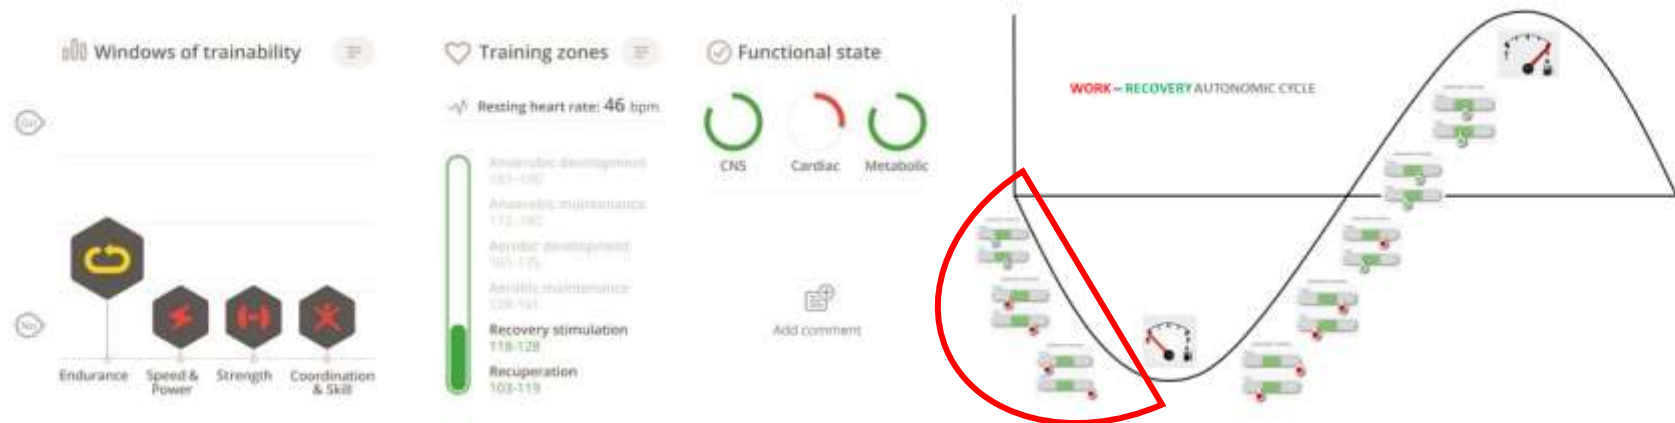 Windows of trainability
Go!
No!
Endurance
Speed &
Power
Strength
Coordination
& Skill
Training zones
Resting heart rate: 46 bpm
Anaerobic development
Anaerobic maintenance
Aerobic development
Aerobic maintenance
Recovery stimulation
118-128
Recuperation
103-119
Functional state
CNS
Cardiac
Metabolic
Add comment
WORK – RECOVERY AUTONOMIC CYCLE